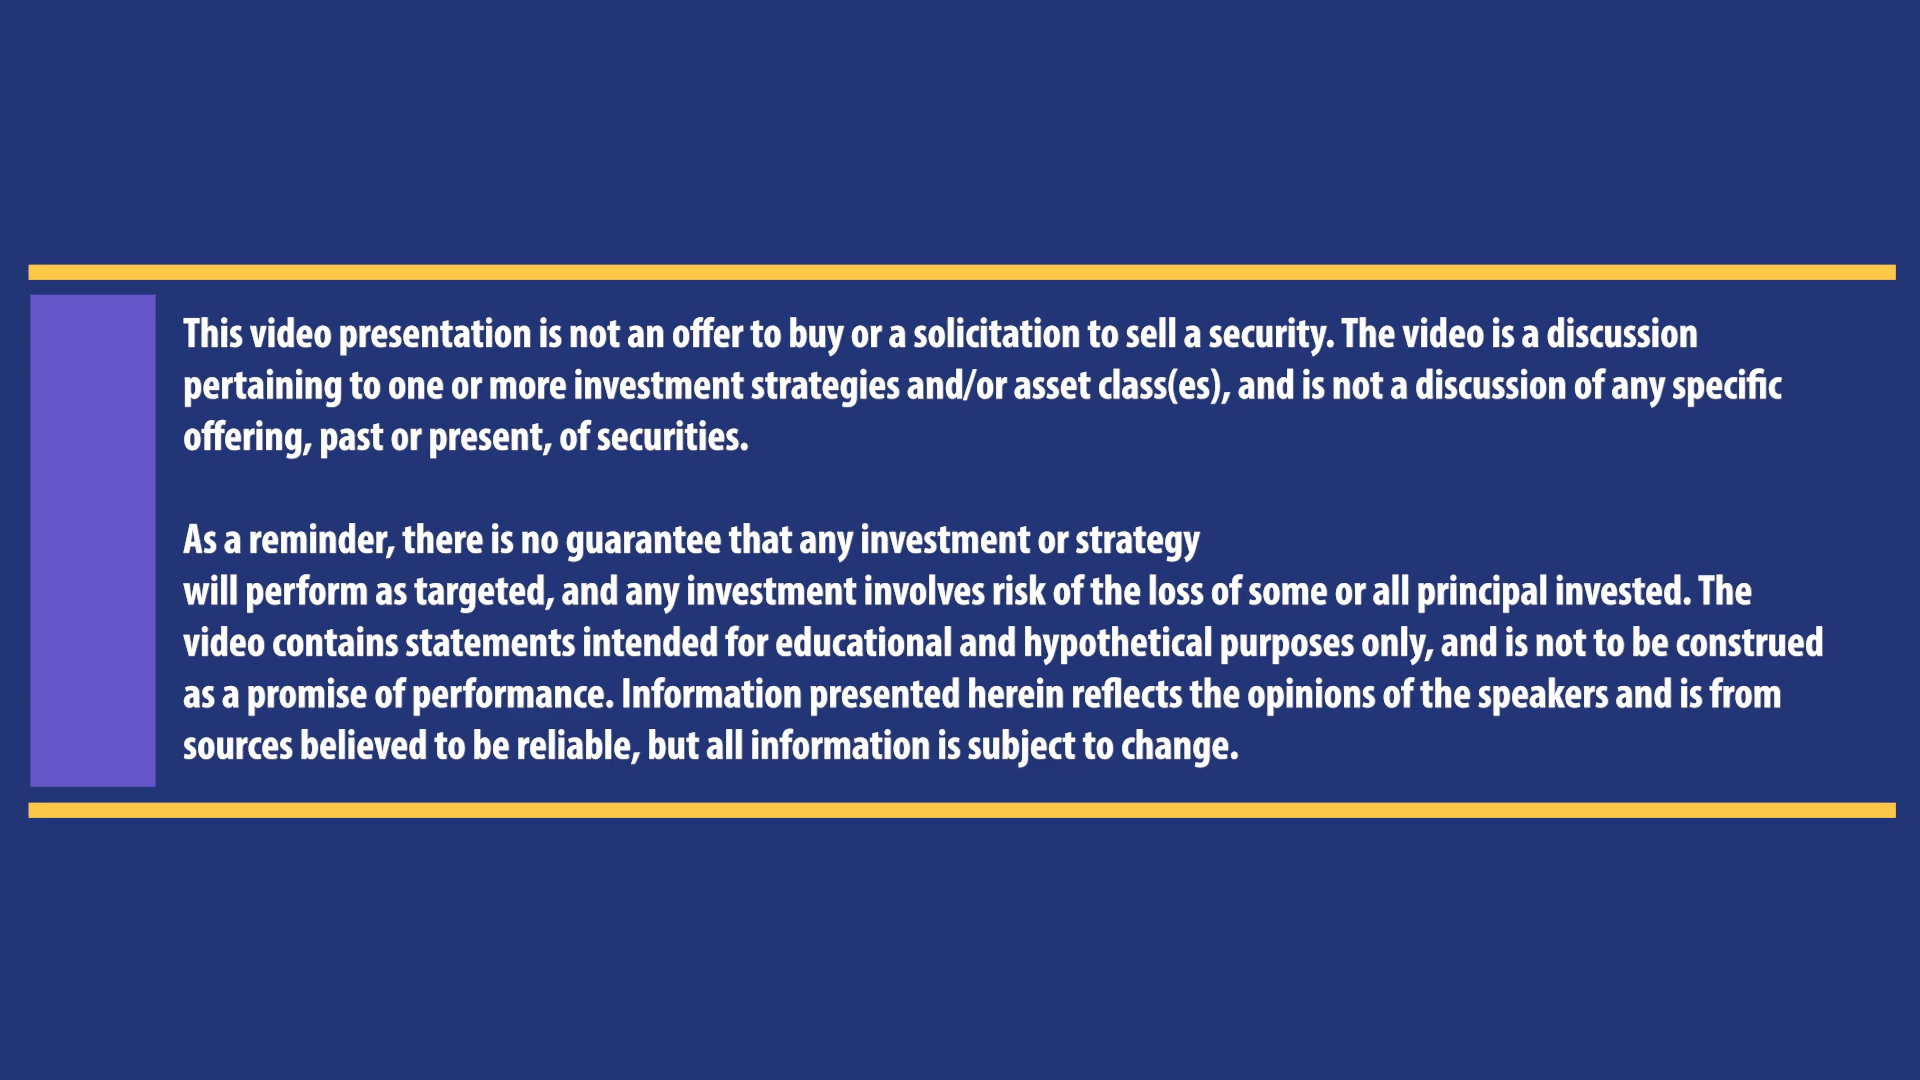 This video presentation is not an offer to buy or a solicitation to sell a security. The video is a discussion
pertaining to one or more investment strategies and/or asset class(es), and is not a discussion of any specific
offering, past or present, of securities.
As a reminder, there is no guarantee that any investment or strategy
will perform as targeted, and any investment involves risk of the loss of some or all principal invested. The
video contains statements intended for educational and hypothetical purposes only, and is not to be construed
as a promise of performance. Information presented herein reflects the opinions of the speakers and is from
sources believed to be reliable, but all information is subject to change.